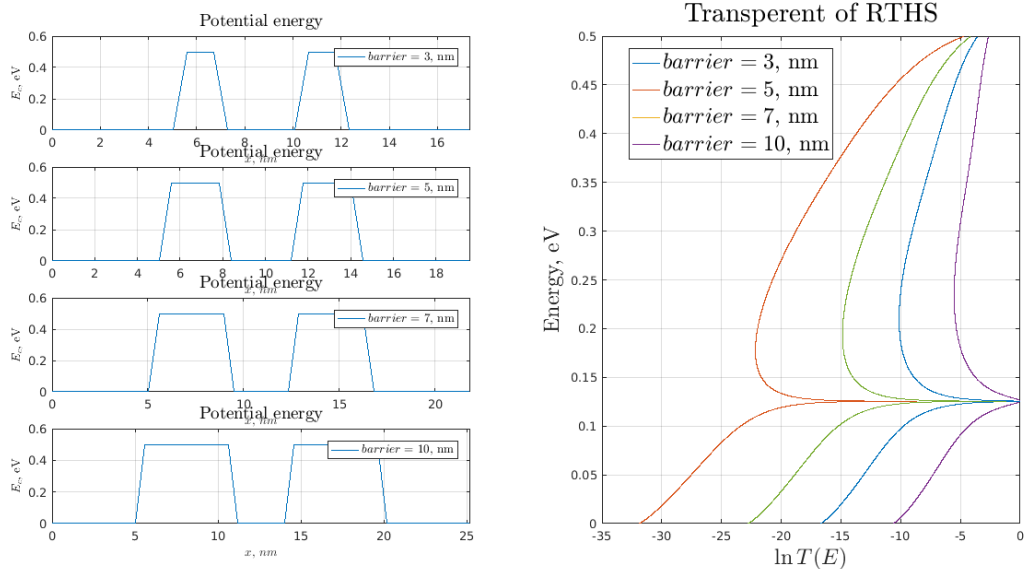 Potential energy
0.6
0.4
0.2
0
E_c, eV
barrier = 3, nm
0 2 4 6 8 10 12 14 16
x, nm
Potential energy
0.6
0.4
0.2
0
E_c, eV
barrier = 5, nm
0 2 4 6 8 10 12 14 16 18
x, nm
Potential energy
0.6
0.4
0.2
0
E_c, eV
barrier = 7, nm
0 5 10 15 20
x, nm
Potential energy
0.6
0.4
0.2
0
E_c, eV
barrier = 10, nm
0 5 10 15 20 25
x, nm
Transperent of RTHS
barrier = 3, nm
barrier = 5, nm
barrier = 7, nm
barrier = 10, nm
0.5
0.45
0.4
0.35
0.3
0.25
0.2
0.15
0.1
0.05
0
Energy, eV
-35 -30 -25 -20 -15 -10 -5 0
ln T(E)